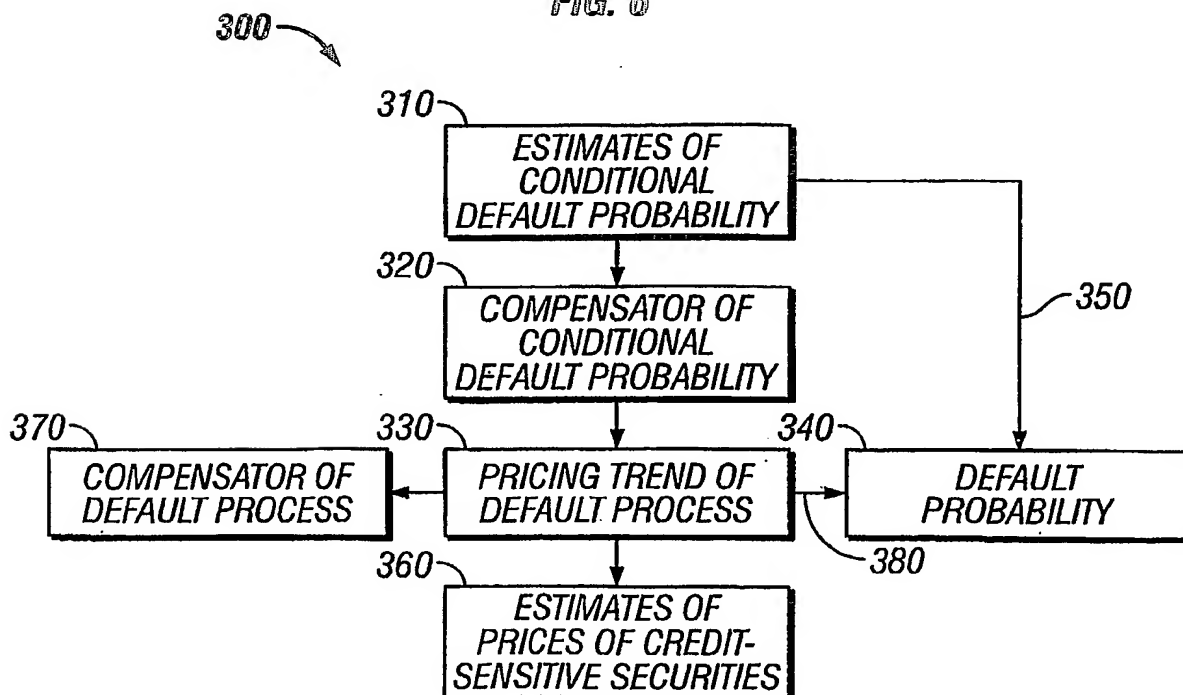 300
310
ESTIMATES OF
CONDITIONAL
DEFAULT PROBABILITY
320
350
COMPENSATOR OF
CONDITIONAL
DEFAULT PROBABILITY
370
330
340
COMPENSATOR OF
DEFAULT PROCESS
PRICING TREND OF
DEFAULT PROCESS
DEFAULT
PROBABILITY
380
360
ESTIMATES OF
PRICES OF CREDIT-
SENSITIVE SECURITIES